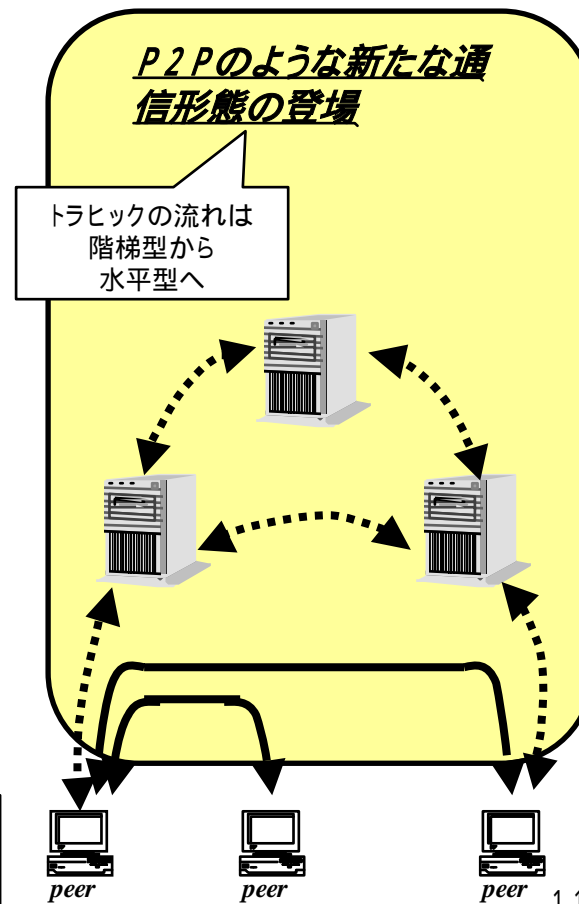 P2Pのような新たな通
信形態の登場
トラヒックの流れは
階梯型から
水平型へ
peer
peer
peer
11